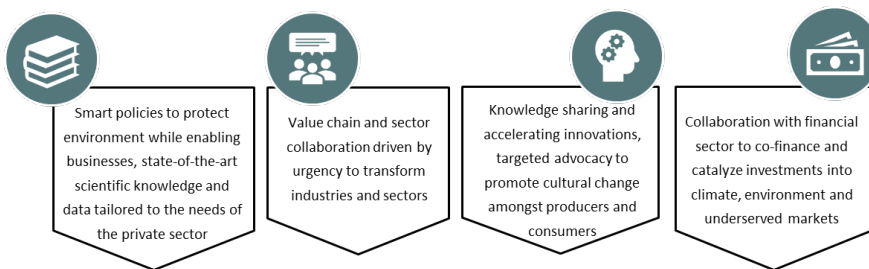 Smart policies to protect
environment while enabling
businesses, state-of-the-art
scientific knowledge and
data tailored to the needs of
the private sector
Value chain and sector
collaboration driven by
urgency to transform
industries and sectors
Knowledge sharing and
accelerating innovations,
targeted advocacy to
promote cultural change
amongst producers and
consumers
Collaboration with financial
sector to co-finance and
catalyze investments into
climate, environment and
underserved markets